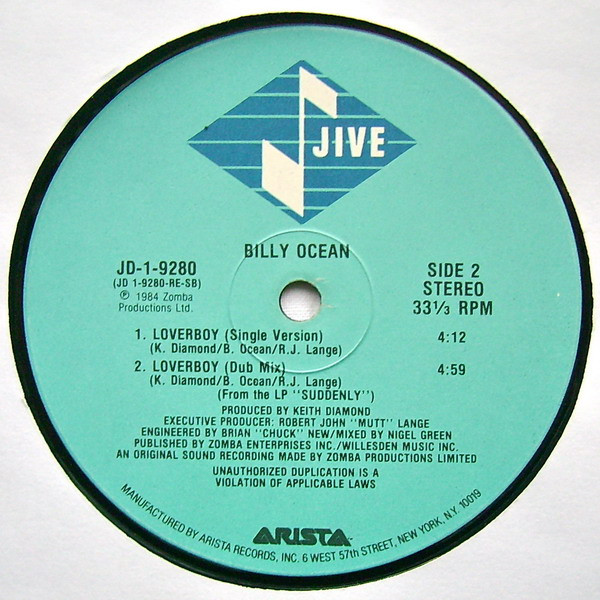 JIVE
BILLY OCEAN
JD-1-9280
(JD 1-9280-RE-SB)
℗ 1984 Zomba
Productions Ltd.
SIDE 2
STEREO
33⅓ RPM
1. LOVERBOY (Single Version) 4:12
(K. Diamond/B. Ocean/R.J. Lange)
2. LOVERBOY (Dub Mix) 4:59
(K. Diamond/B. Ocean/R.J. Lange)
(From the LP "SUDDENLY")
PRODUCED BY KEITH DIAMOND
EXECUTIVE PRODUCER: ROBERT JOHN "MUTT" LANGE
ENGINEERED BY BRIAN "CHUCK" NEW/MIXED BY NIGEL GREEN
PUBLISHED BY ZOMBA ENTERPRISES INC./WILLESDEN MUSIC INC.
AN ORIGINAL SOUND RECORDING MADE BY ZOMBA PRODUCTIONS LIMITED
UNAUTHORIZED DUPLICATION IS A
VIOLATION OF APPLICABLE LAWS
ARISTA
MANUFACTURED BY ARISTA RECORDS, INC. 6 WEST 57th STREET, NEW YORK, N.Y. 10019